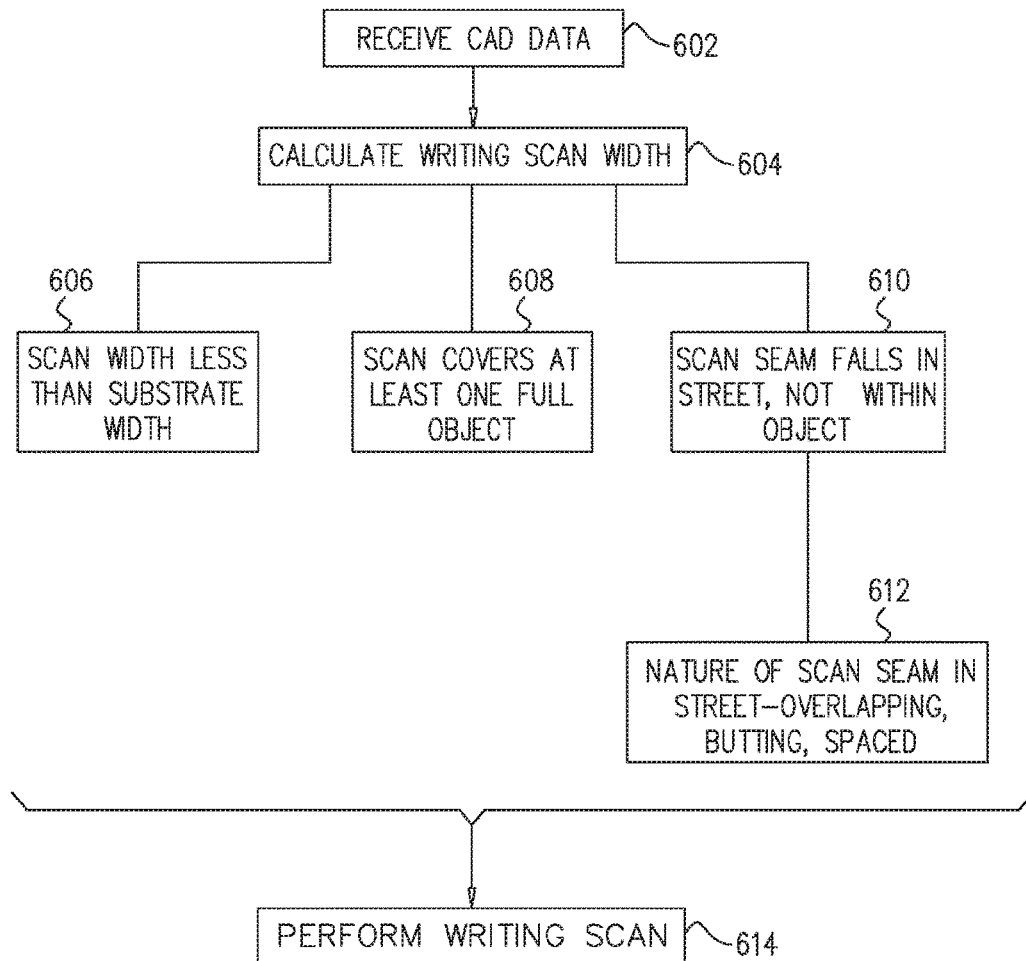 RECEIVE CAD DATA
602
CALCULATE WRITING SCAN WIDTH
604
606
SCAN WIDTH LESS
THAN SUBSTRATE
WIDTH
608
SCAN COVERS AT
LEAST ONE FULL
OBJECT
610
SCAN SEAM FALLS IN
STREET, NOT WITHIN
OBJECT
612
NATURE OF SCAN SEAM IN
STREET-OVERLAPPING,
BUTTING, SPACED
PERFORM WRITING SCAN
614